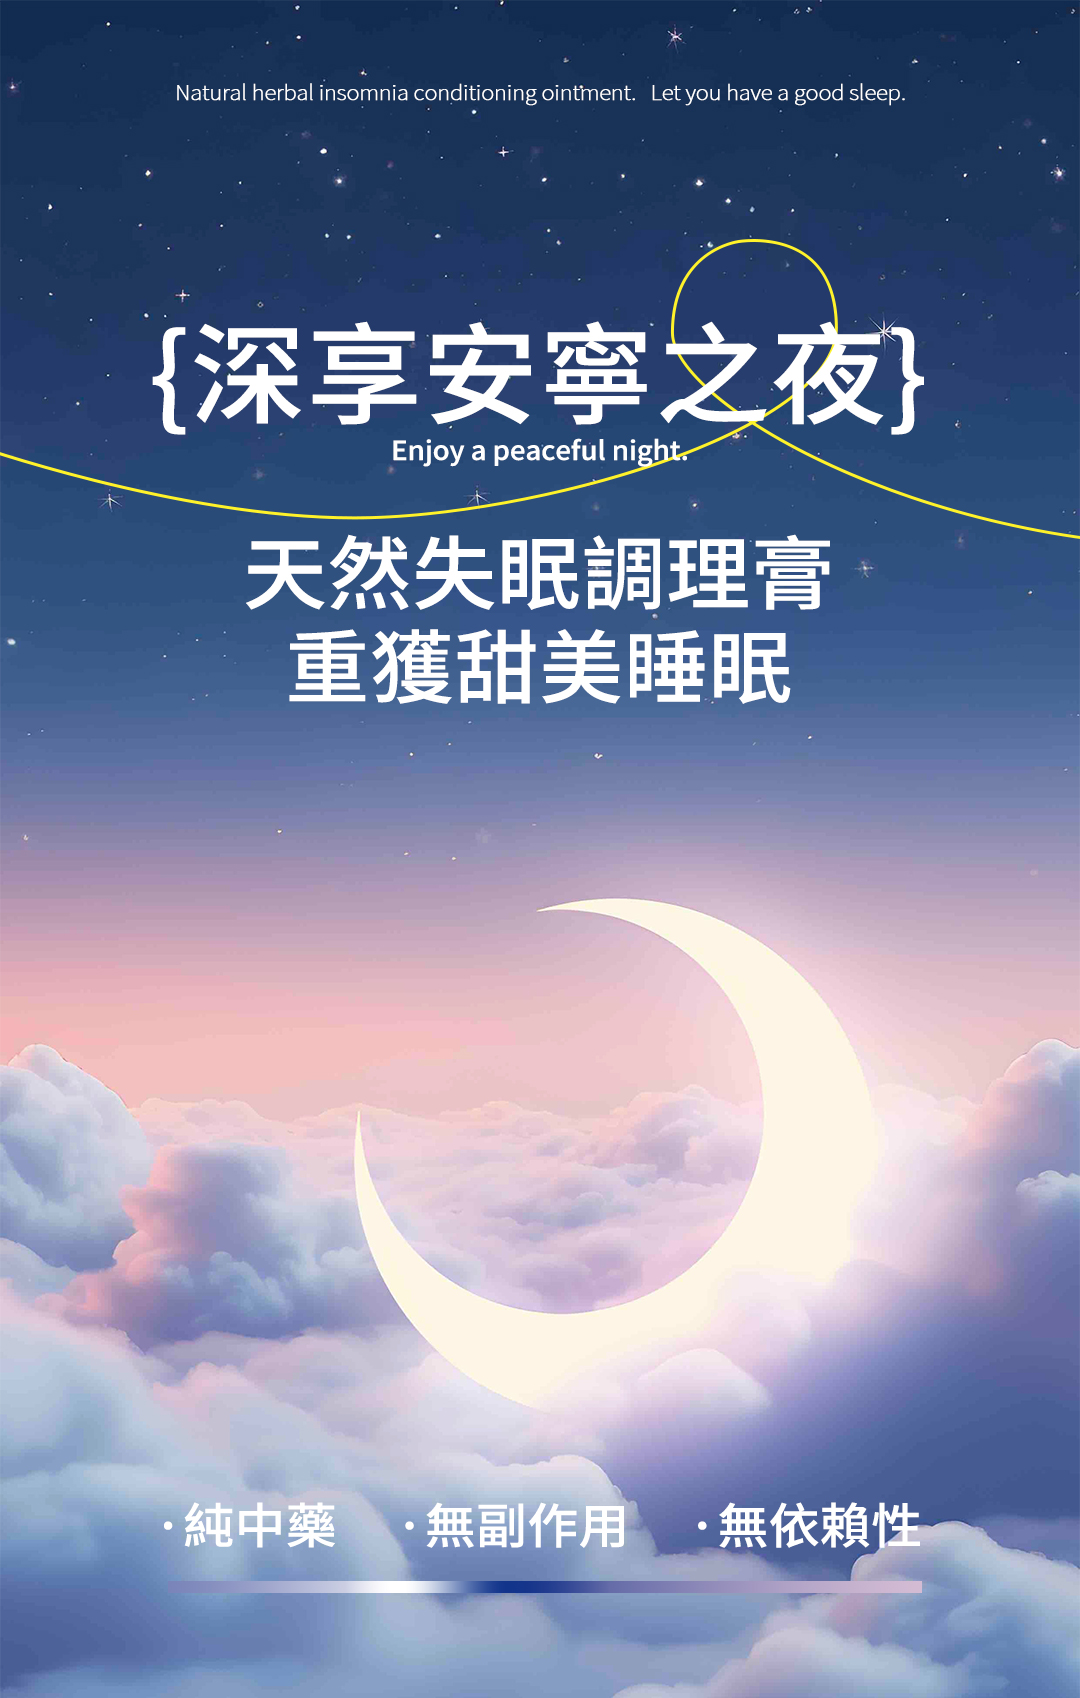 Natural herbal insomnia conditioning ointment. Let you have a good sleep.
{深享安寧之夜}
Enjoy a peaceful night.
天然失眠調理膏
重獲甜美睡眠
·純中藥 ·無副作用 ·無依賴性